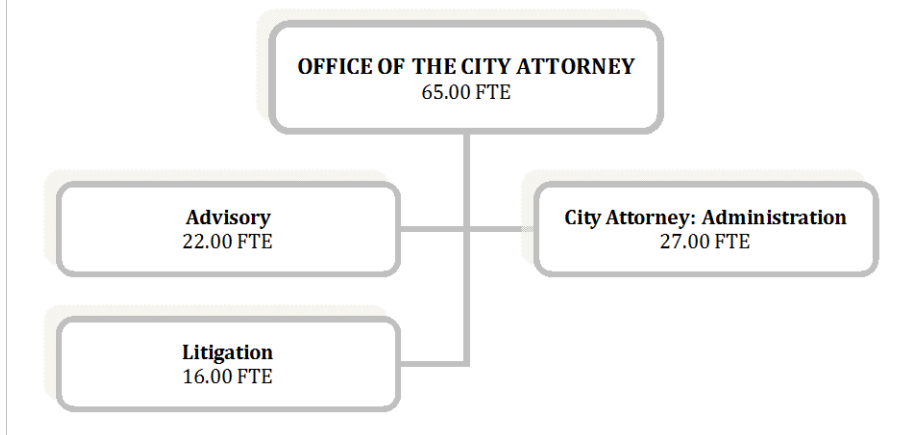 OFFICE OF THE CITY ATTORNEY
65.00 FTE
Advisory
22.00 FTE
City Attorney: Administration
27.00 FTE
Litigation
16.00 FTE